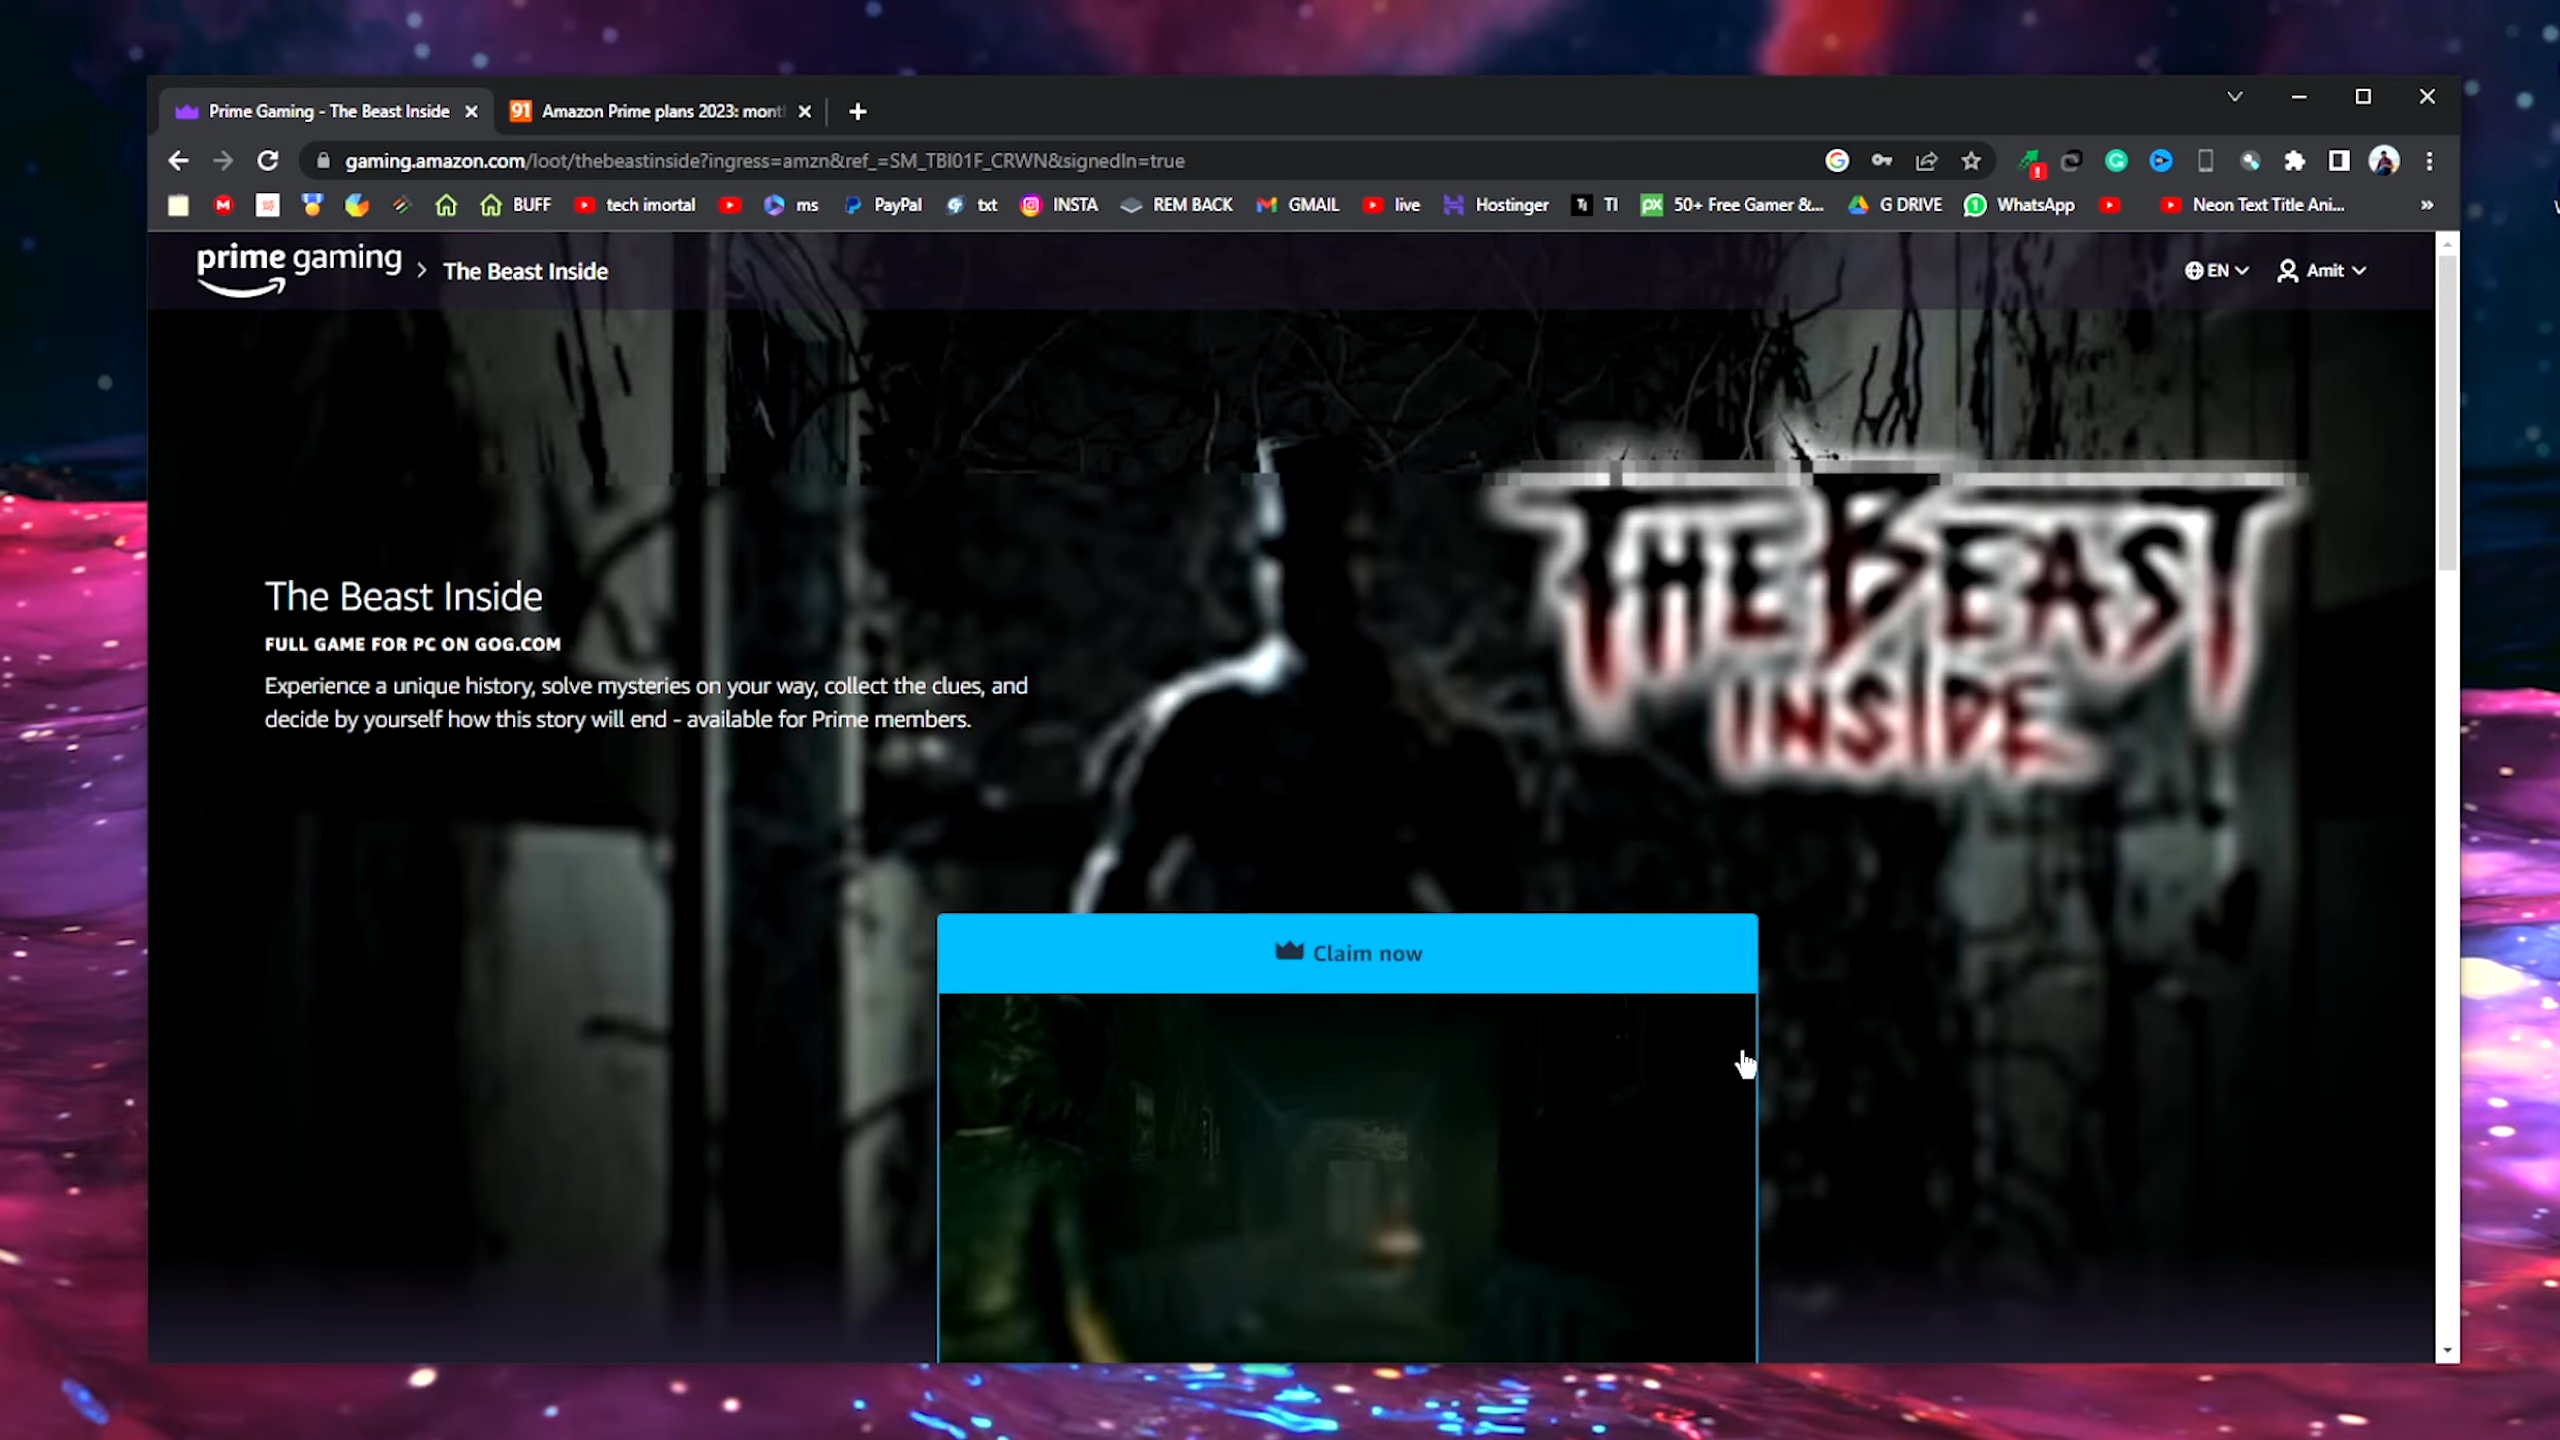 Prime Gaming - The Beast Inside
91 Amazon Prime plans 2023: mont
gaming.amazon.com/loot/thebeastinside?ingress=amzn&ref_=SM_TBI01F_CRWN&signedIn=true
BUFF tech imortal ms PayPal txt INSTA REM BACK GMAIL live Hostinger TI 50+ Free Gamer &... G DRIVE WhatsApp Neon Text Title Ani... »
prime gaming > The Beast Inside
EN Amit
THE BEAST
INSIDE
The Beast Inside
FULL GAME FOR PC ON GOG.COM
Experience a unique history, solve mysteries on your way, collect the clues, and
decide by yourself how this story will end - available for Prime members.
Claim now